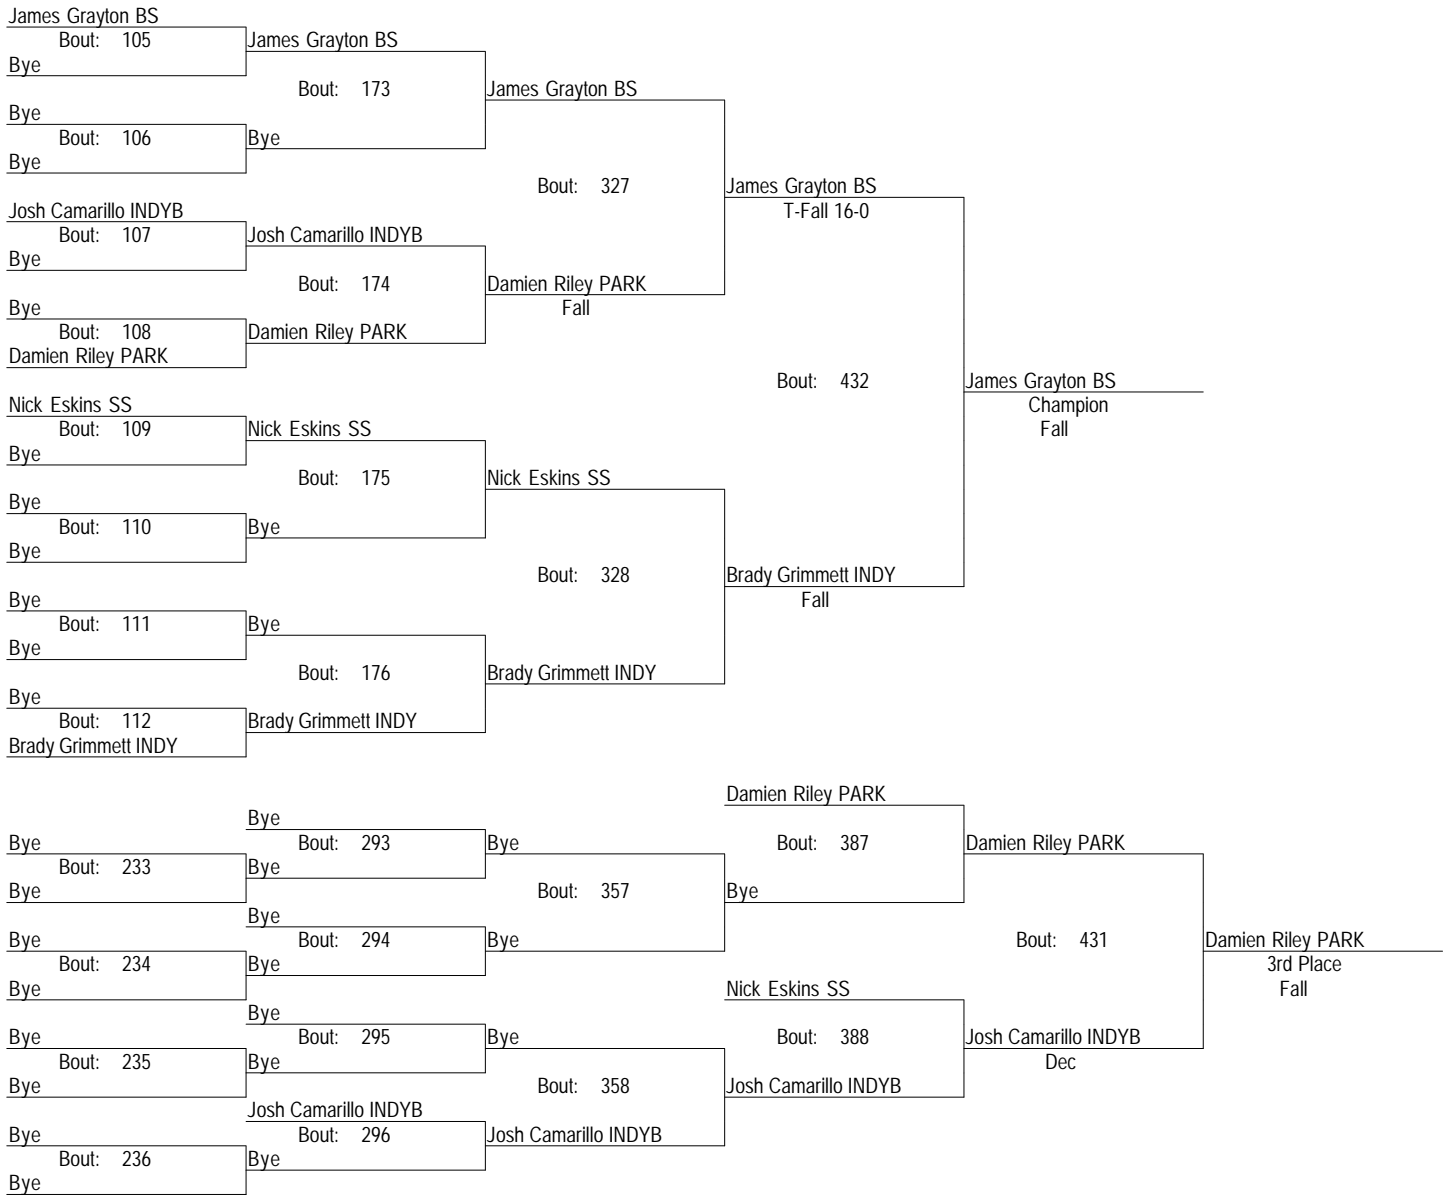 James Grayton BS
Bout: 105
James Grayton BS
Bye
Bout: 173
James Grayton BS
Bye
Bout: 106
Bye
Bye
Bout: 327
James Grayton BS
T-Fall 16-0
Josh Camarillo INDYB
Bout: 107
Josh Camarillo INDYB
Bye
Bout: 174
Damien Riley PARK
Fall
Bye
Bout: 108
Damien Riley PARK
Damien Riley PARK
Bout: 432
James Grayton BS
Champion
Fall
Nick Eskins SS
Bout: 109
Nick Eskins SS
Bye
Bout: 175
Nick Eskins SS
Bye
Bout: 110
Bye
Bye
Bout: 328
Brady Grimmett INDY
Fall
Bye
Bout: 111
Bye
Bye
Bout: 176
Brady Grimmett INDY
Bye
Bout: 112
Brady Grimmett INDY
Brady Grimmett INDY
Damien Riley PARK
Bye
Bye
Bout: 293
Bye
Bout: 387
Damien Riley PARK
Bout: 233
Bye
Bye
Bout: 357
Bye
Bye
Bye
Bout: 294
Bye
Bout: 431
Damien Riley PARK
3rd Place
Fall
Bout: 234
Bye
Bye
Nick Eskins SS
Bye
Bye
Bout: 295
Bye
Bout: 388
Josh Camarillo INDYB
Dec
Bout: 235
Bye
Bye
Bout: 358
Josh Camarillo INDYB
Josh Camarillo INDYB
Bye
Bout: 296
Josh Camarillo INDYB
Bout: 236
Bye
Bye